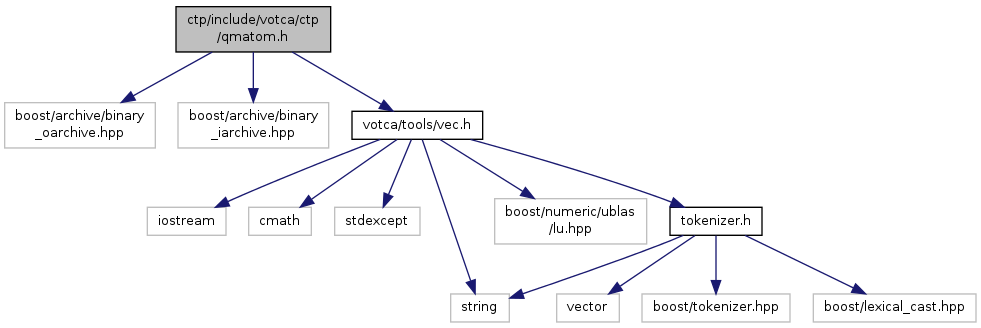 ctp/include/votca/ctp
/qmatom.h
boost/archive/binary
_oarchive.hpp
boost/archive/binary
_iarchive.hpp
votca/tools/vec.h
iostream
cmath
stdexcept
boost/numeric/ublas
/lu.hpp
tokenizer.h
string
vector
boost/tokenizer.hpp
boost/lexical_cast.hpp